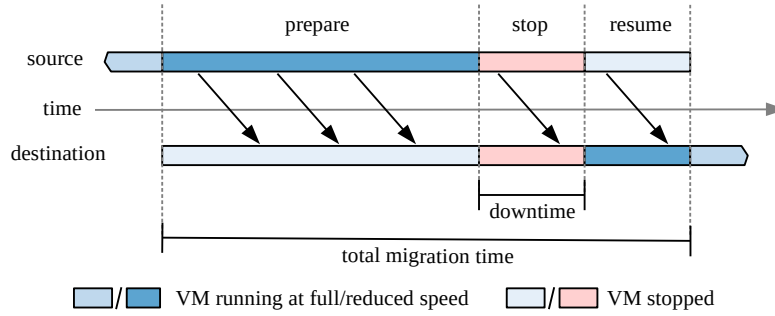 prepare stop resume
source
time
destination
downtime
total migration time
/ VM running at full/reduced speed / VM stopped